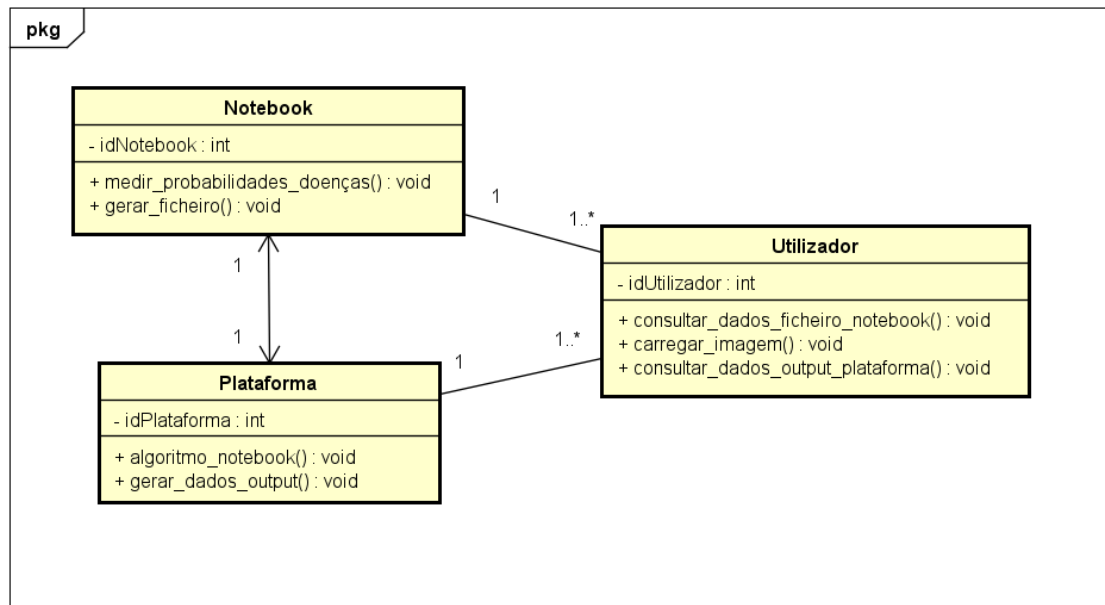 pkg
Notebook
- idNotebook : int
+ medir_probabilidades_doenças() : void
+ gerar_ficheiro() : void
1
1..*
Utilizador
- idUtilizador : int
+ consultar_dados_ficheiro_notebook() : void
+ carregar_imagem() : void
+ consultar_dados_output_plataforma() : void
1
1
1..*
1
Plataforma
- idPlataforma : int
+ algoritmo_notebook() : void
+ gerar_dados_output() : void